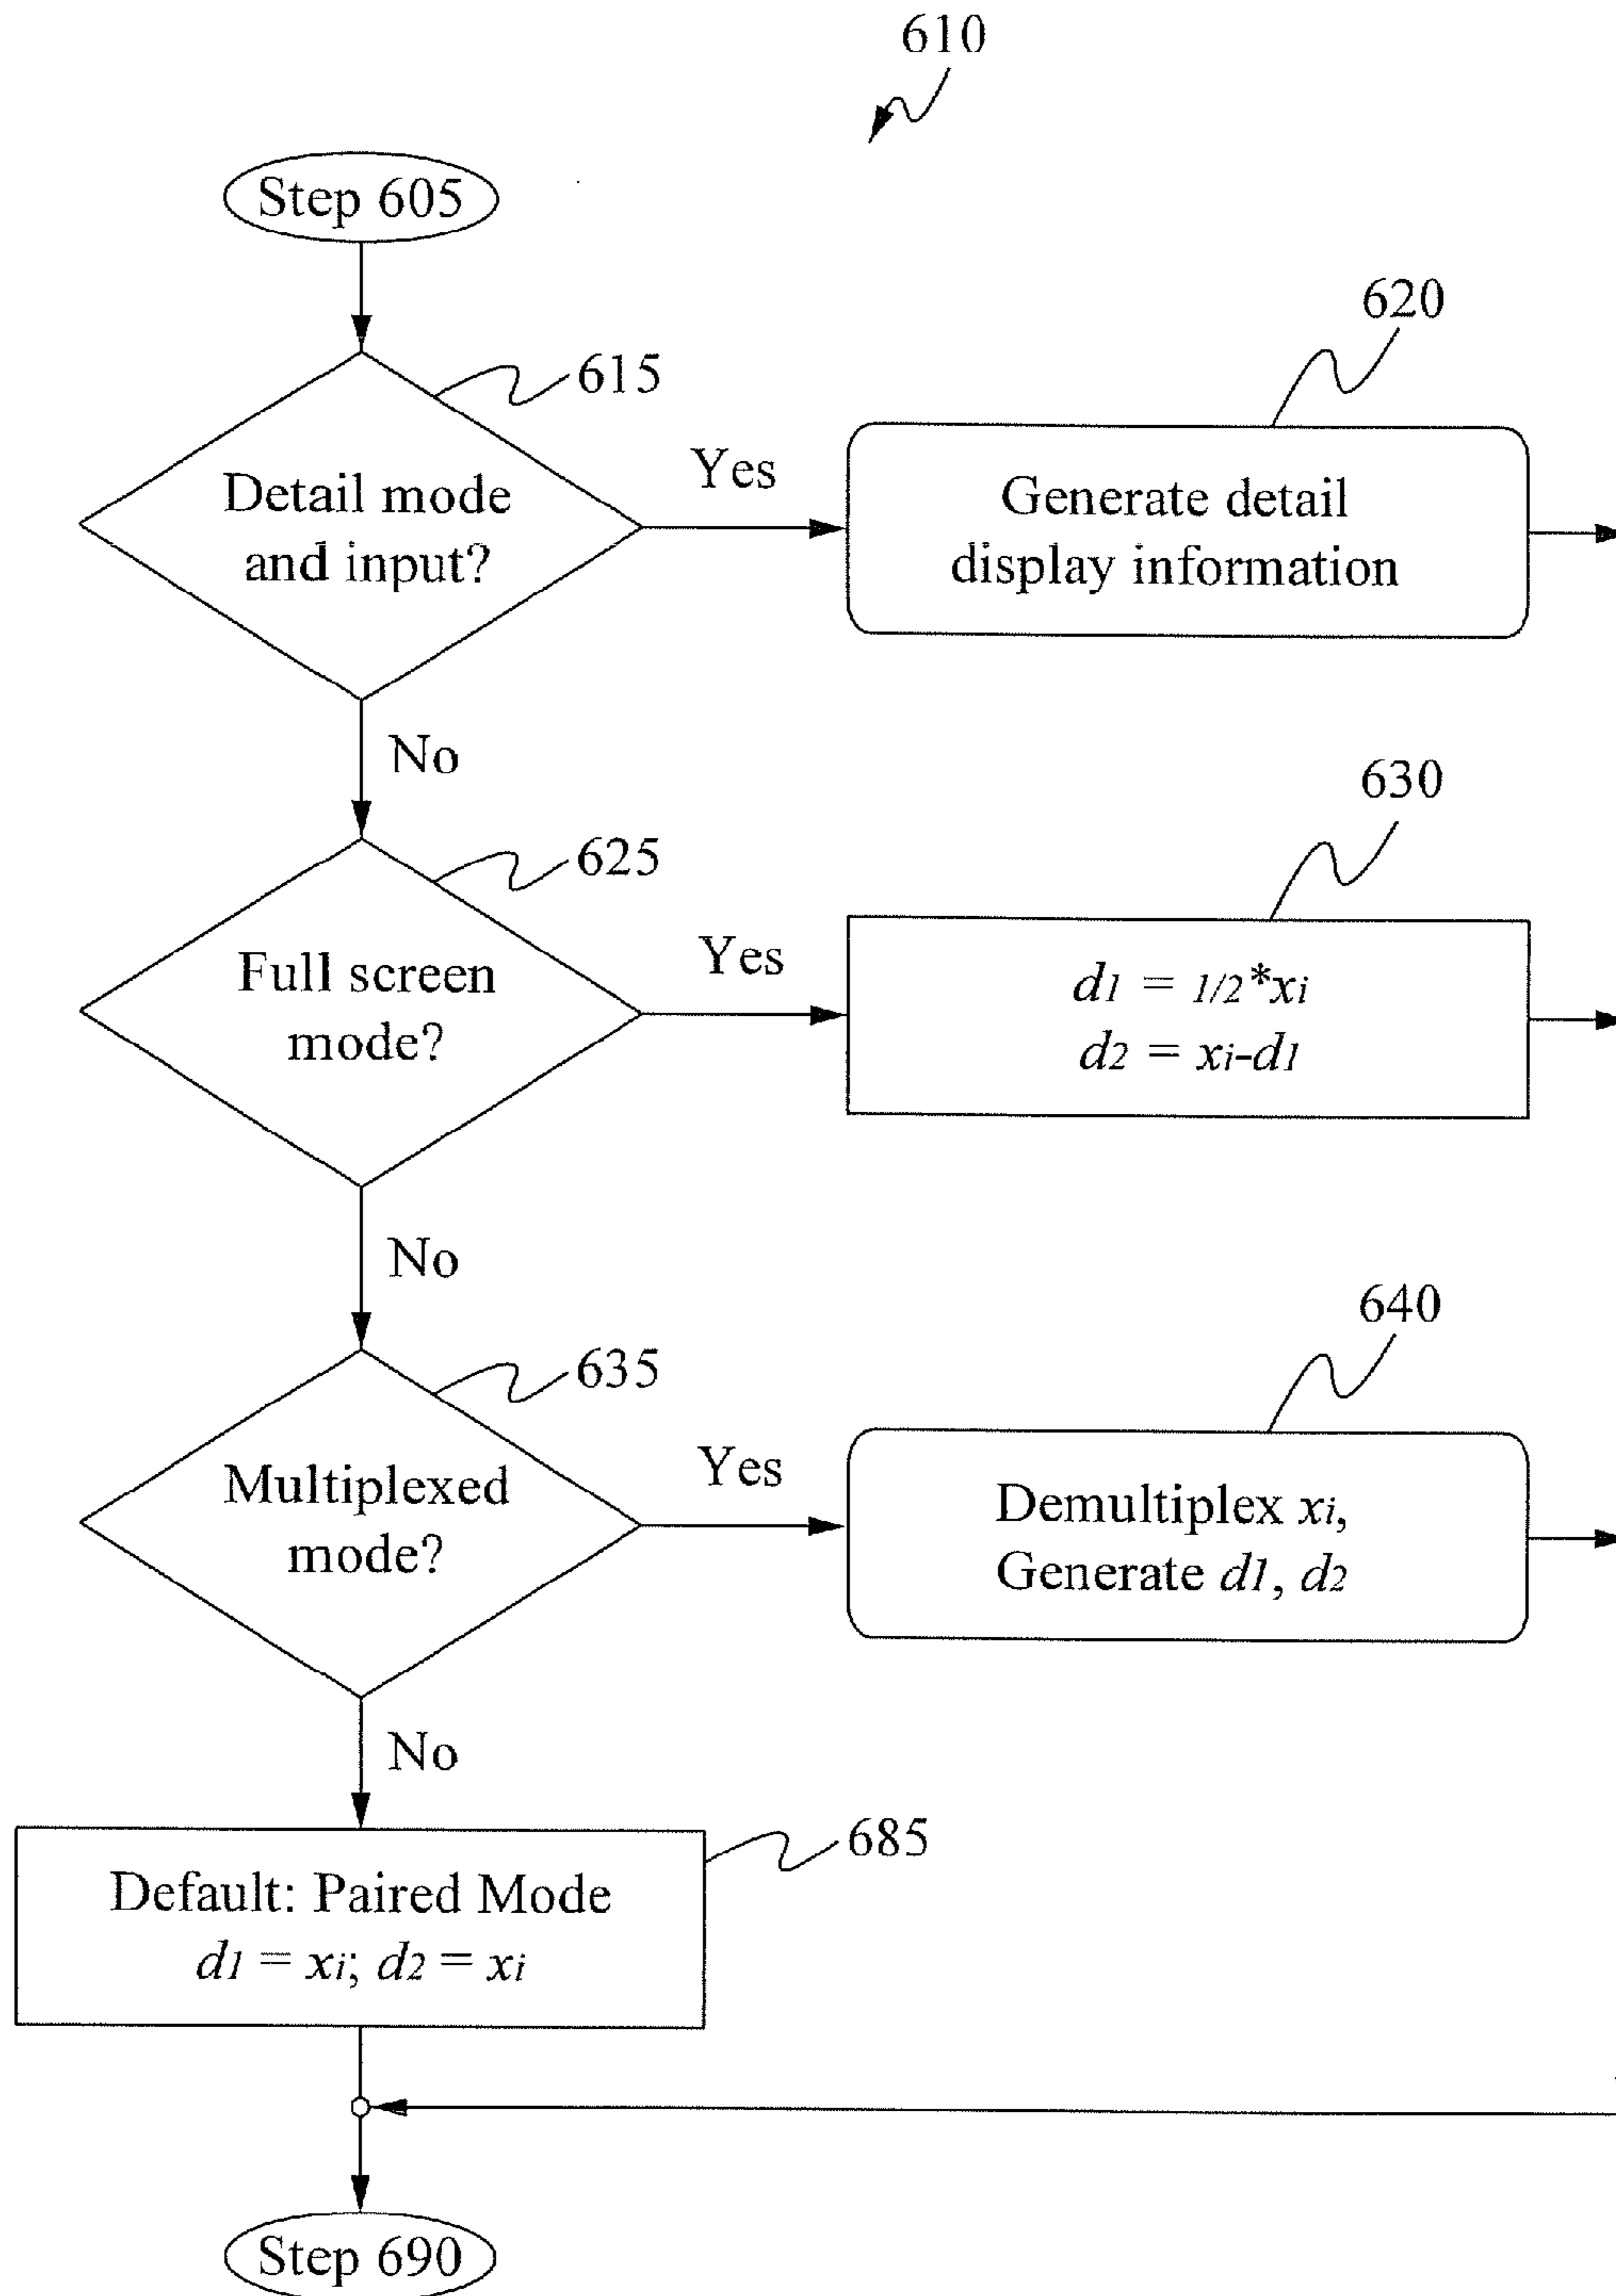 610
Step 605
615
620
Detail mode
and input?
Yes
Generate detail
display information
No
625
630
Full screen
mode?
Yes
d1 = 1/2*xi
d2 = xi-d1
No
635
640
Multiplexed
mode?
Yes
Demultiplex xi,
Generate d1, d2
No
685
Default: Paired Mode
d1 = xi; d2 = xi
Step 690